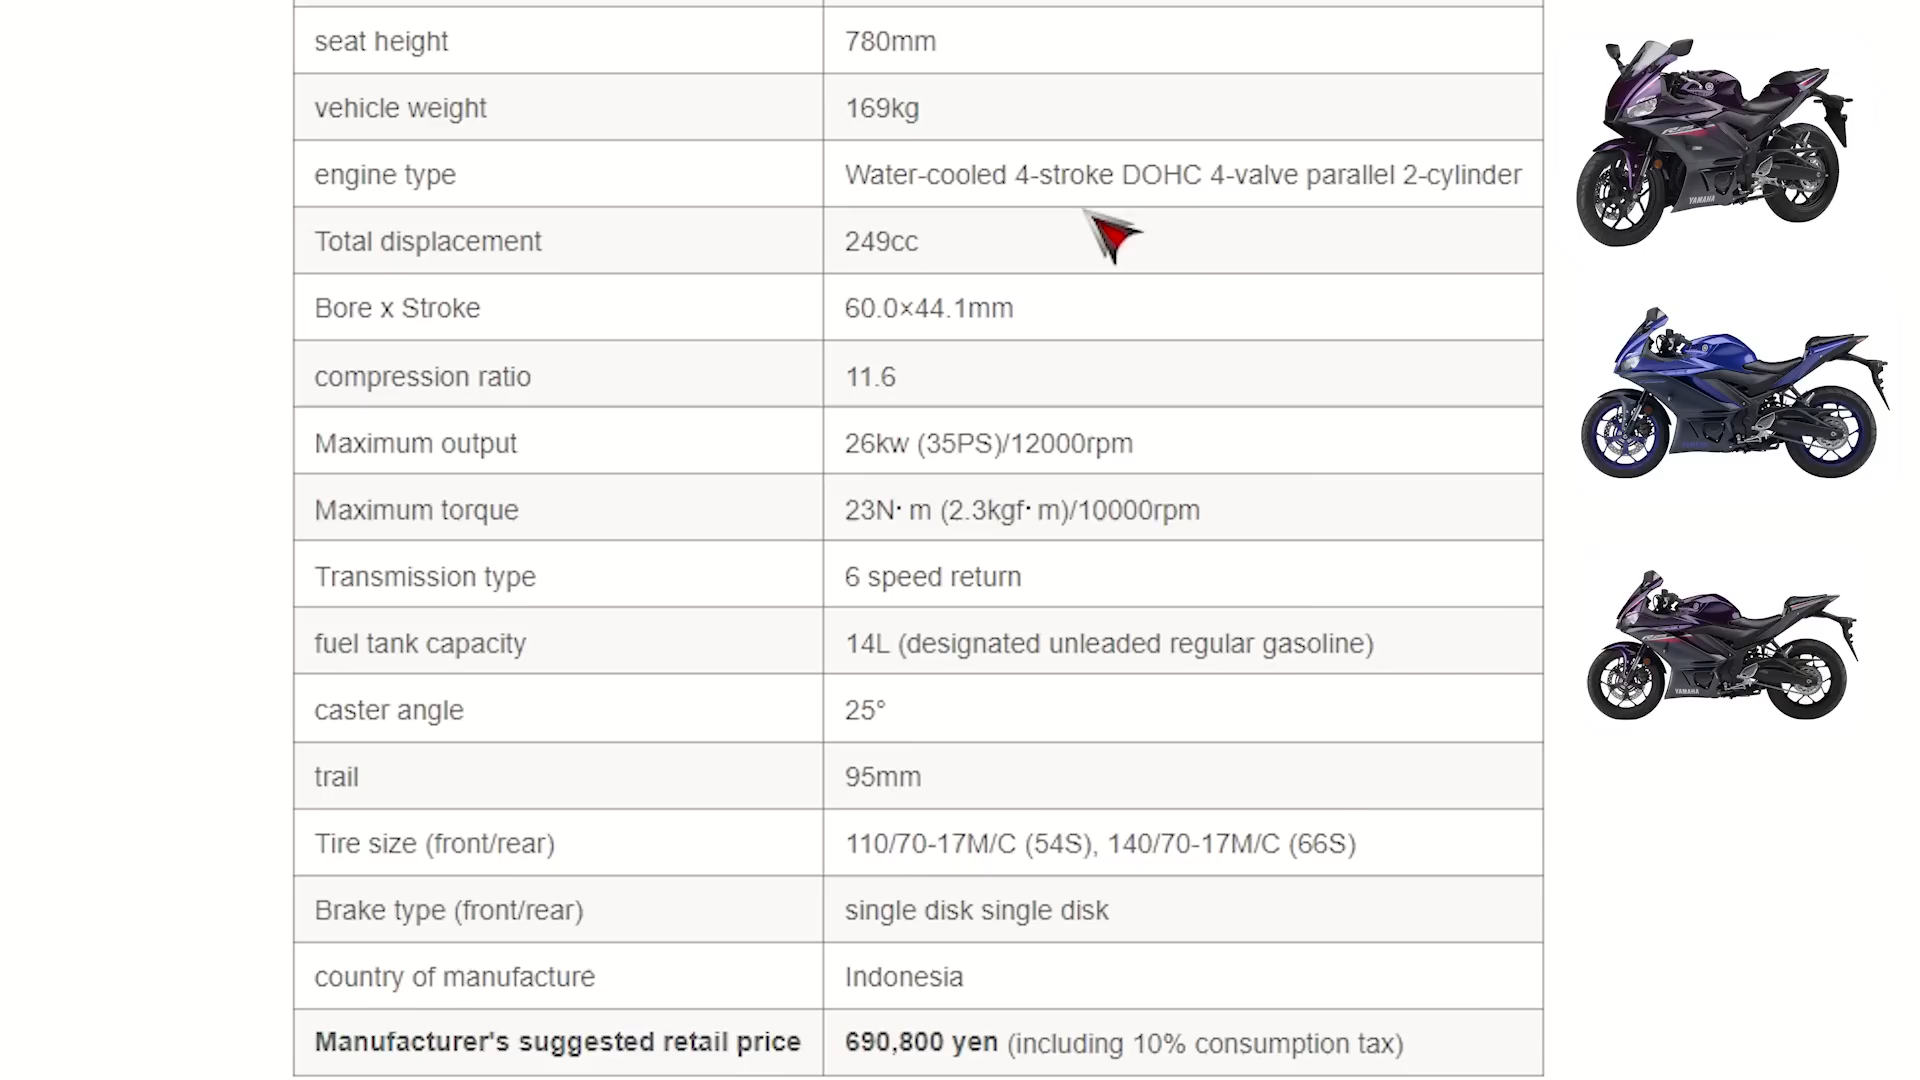 seat height 780mm
vehicle weight 169kg
engine type Water-cooled 4-stroke DOHC 4-valve parallel 2-cylinder
Total displacement 249cc
Bore x Stroke 60.0×44.1mm
compression ratio 11.6
Maximum output 26kw (35PS)/12000rpm
Maximum torque 23N· m (2.3kgf· m)/10000rpm
Transmission type 6 speed return
fuel tank capacity 14L (designated unleaded regular gasoline)
caster angle 25°
trail 95mm
Tire size (front/rear) 110/70-17M/C (54S), 140/70-17M/C (66S)
Brake type (front/rear) single disk single disk
country of manufacture Indonesia
Manufacturer's suggested retail price 690,800 yen (including 10% consumption tax)
YAMAHA
YAMAHA
YAMAHA